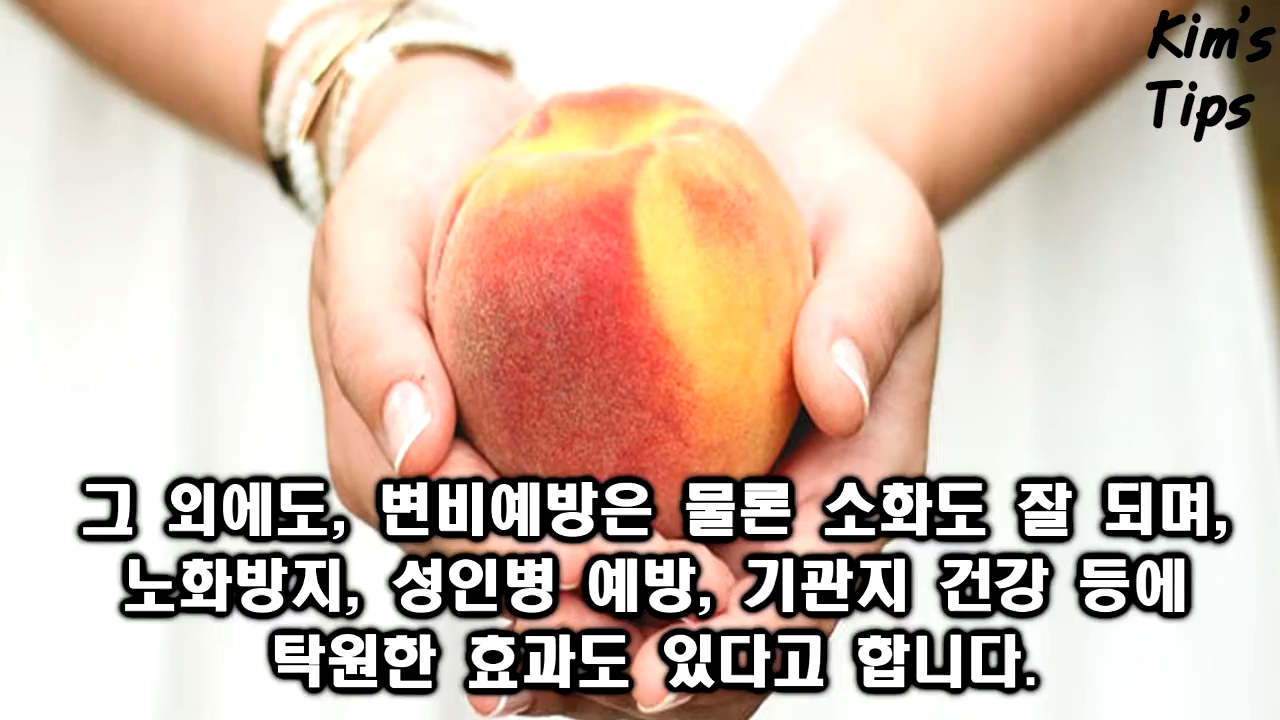 Kim's
Tips
그 외에도, 변비예방은 물론 소화도 잘 되며,
노화방지, 성인병 예방, 기관지 건강 등에
탁원한 효과도 있다고 합니다.